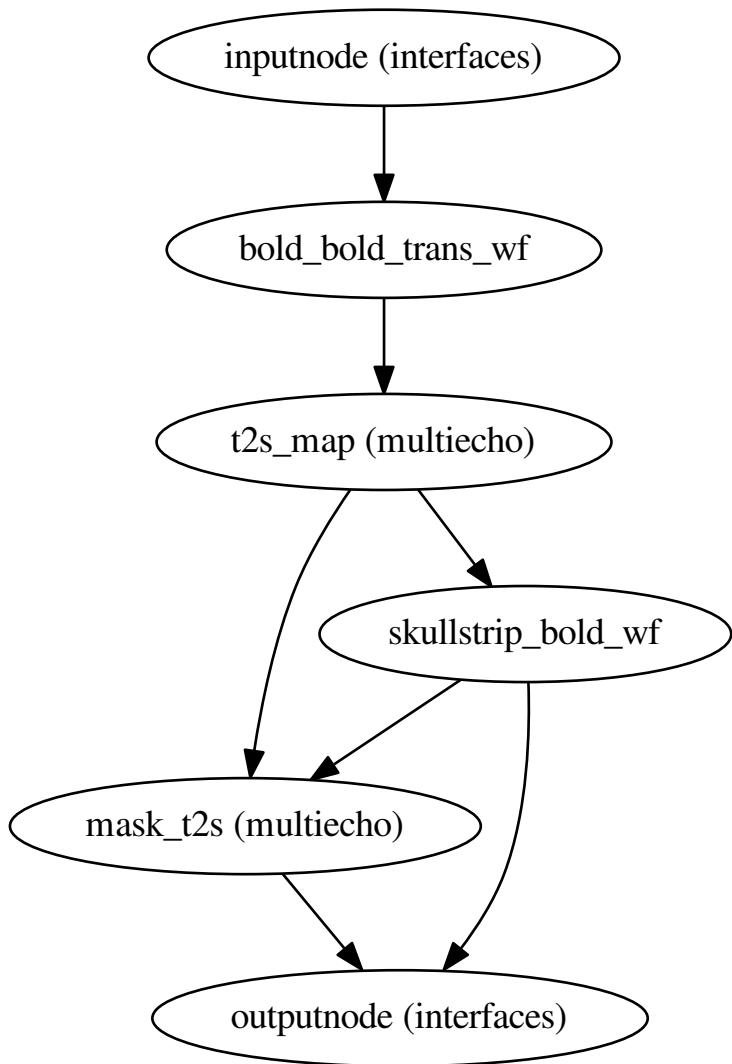 inputnode (interfaces)
bold_bold_trans_wf
t2s_map (multiecho)
skullstrip_bold_wf
mask_t2s (multiecho)
outputnode (interfaces)